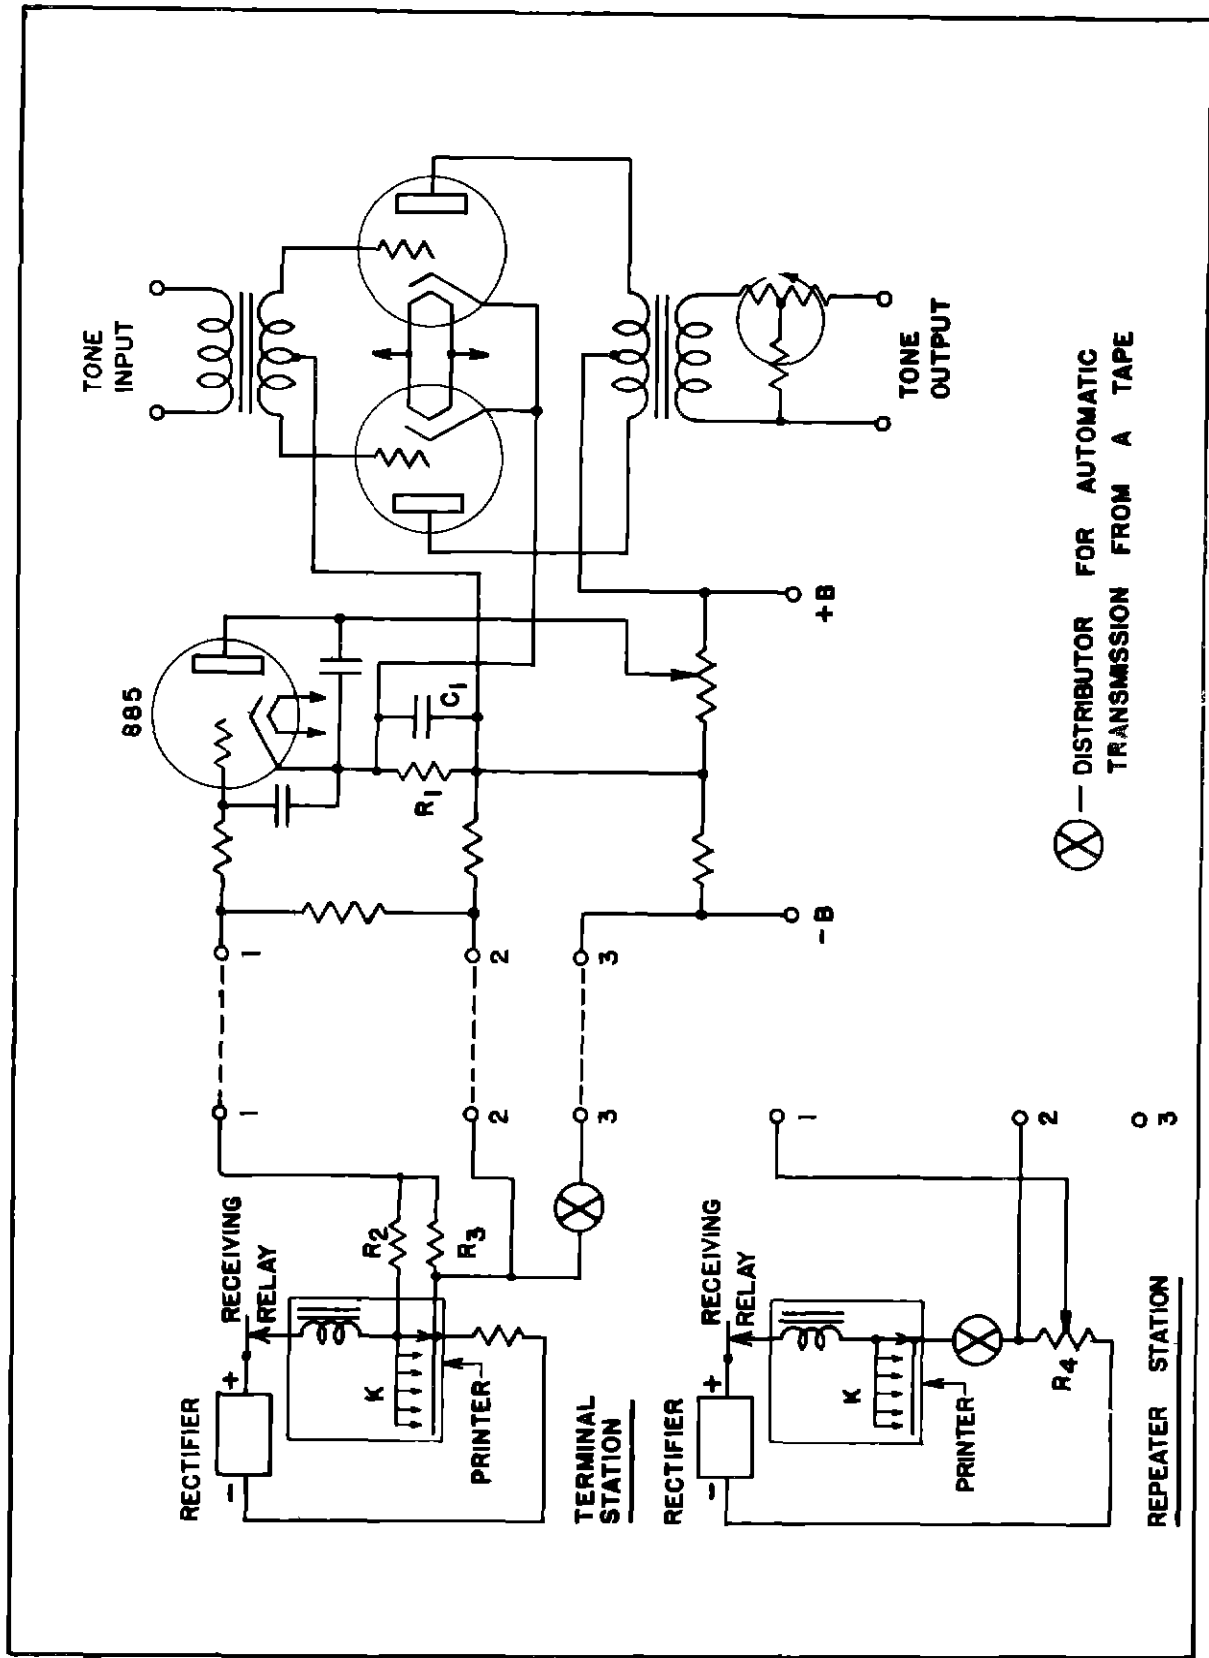 TONE
INPUT
885
C1
R1
+B
-B
TONE
OUTPUT
1
2
3
1
2
3
RECTIFIER
+
-
RECEIVING
RELAY
R2
R3
K
PRINTER
TERMINAL
STATION
RECTIFIER
+
-
RECEIVING
RELAY
K
PRINTER
R4
1
2
3
REPEATER STATION
— DISTRIBUTOR FOR AUTOMATIC
TRANSMISSION FROM A TAPE